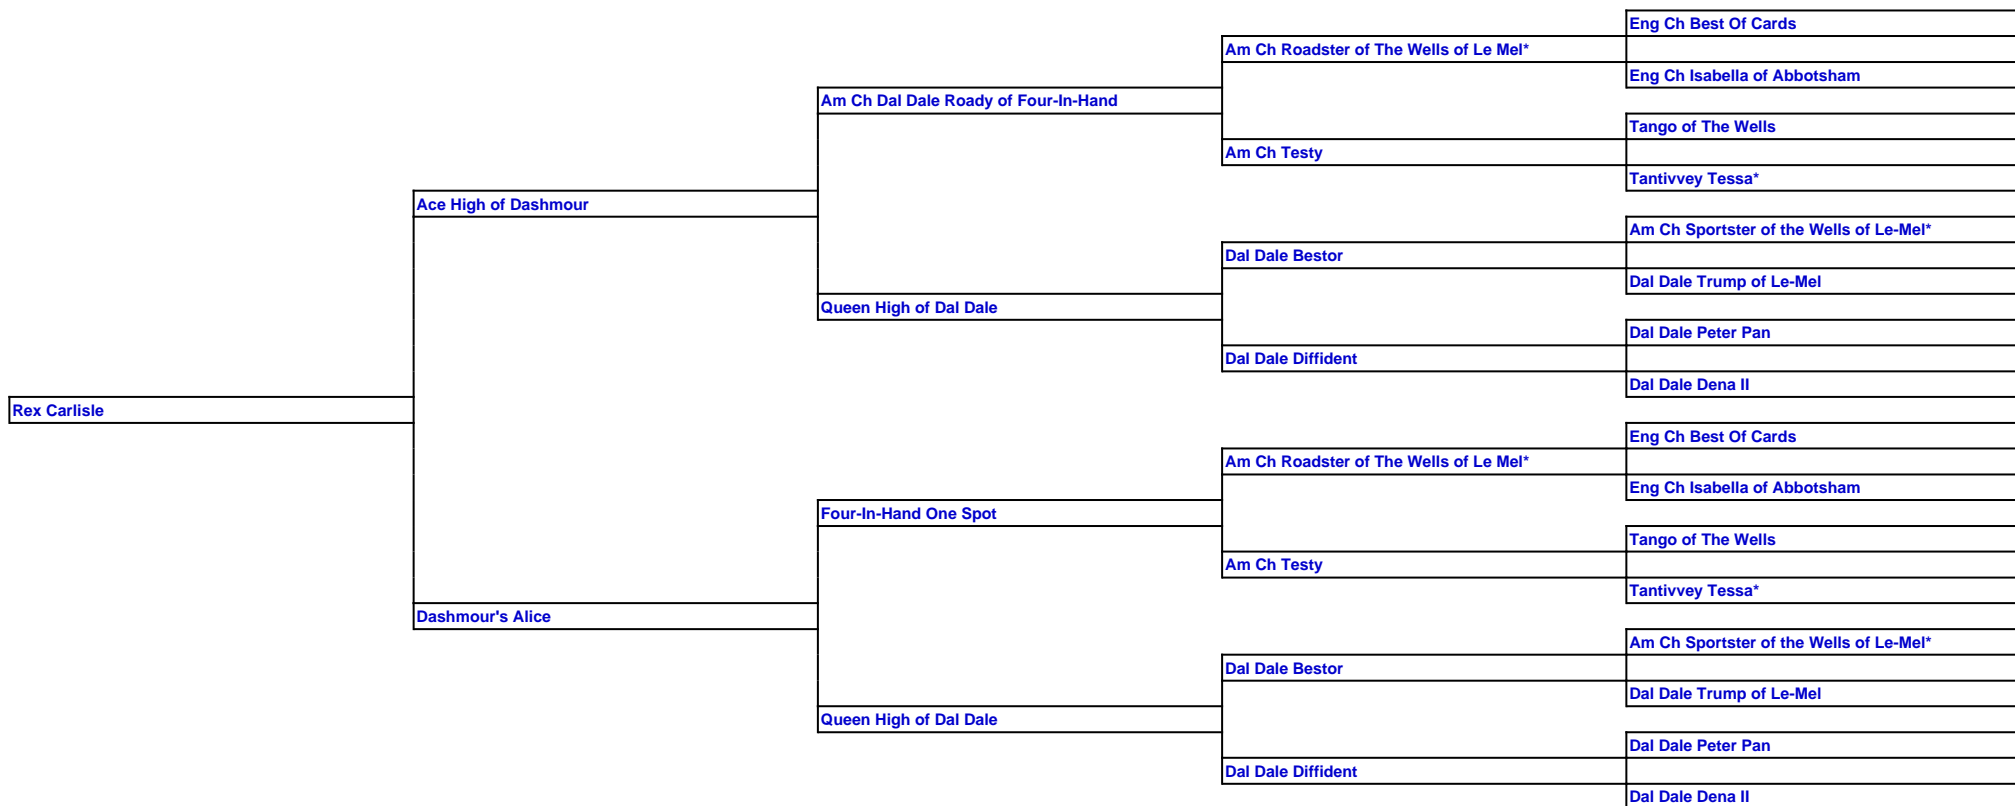 Eng Ch Best Of Cards
Am Ch Roadster of The Wells of Le Mel*
Eng Ch Isabella of Abbotsham
Am Ch Dal Dale Roady of Four-In-Hand
Tango of The Wells
Am Ch Testy
Tantivvey Tessa*
Ace High of Dashmour
Am Ch Sportster of the Wells of Le-Mel*
Dal Dale Bestor
Dal Dale Trump of Le-Mel
Queen High of Dal Dale
Dal Dale Peter Pan
Dal Dale Diffident
Dal Dale Dena II
Rex Carlisle
Eng Ch Best Of Cards
Am Ch Roadster of The Wells of Le Mel*
Eng Ch Isabella of Abbotsham
Four-In-Hand One Spot
Tango of The Wells
Am Ch Testy
Tantivvey Tessa*
Dashmour's Alice
Am Ch Sportster of the Wells of Le-Mel*
Dal Dale Bestor
Dal Dale Trump of Le-Mel
Queen High of Dal Dale
Dal Dale Peter Pan
Dal Dale Diffident
Dal Dale Dena II